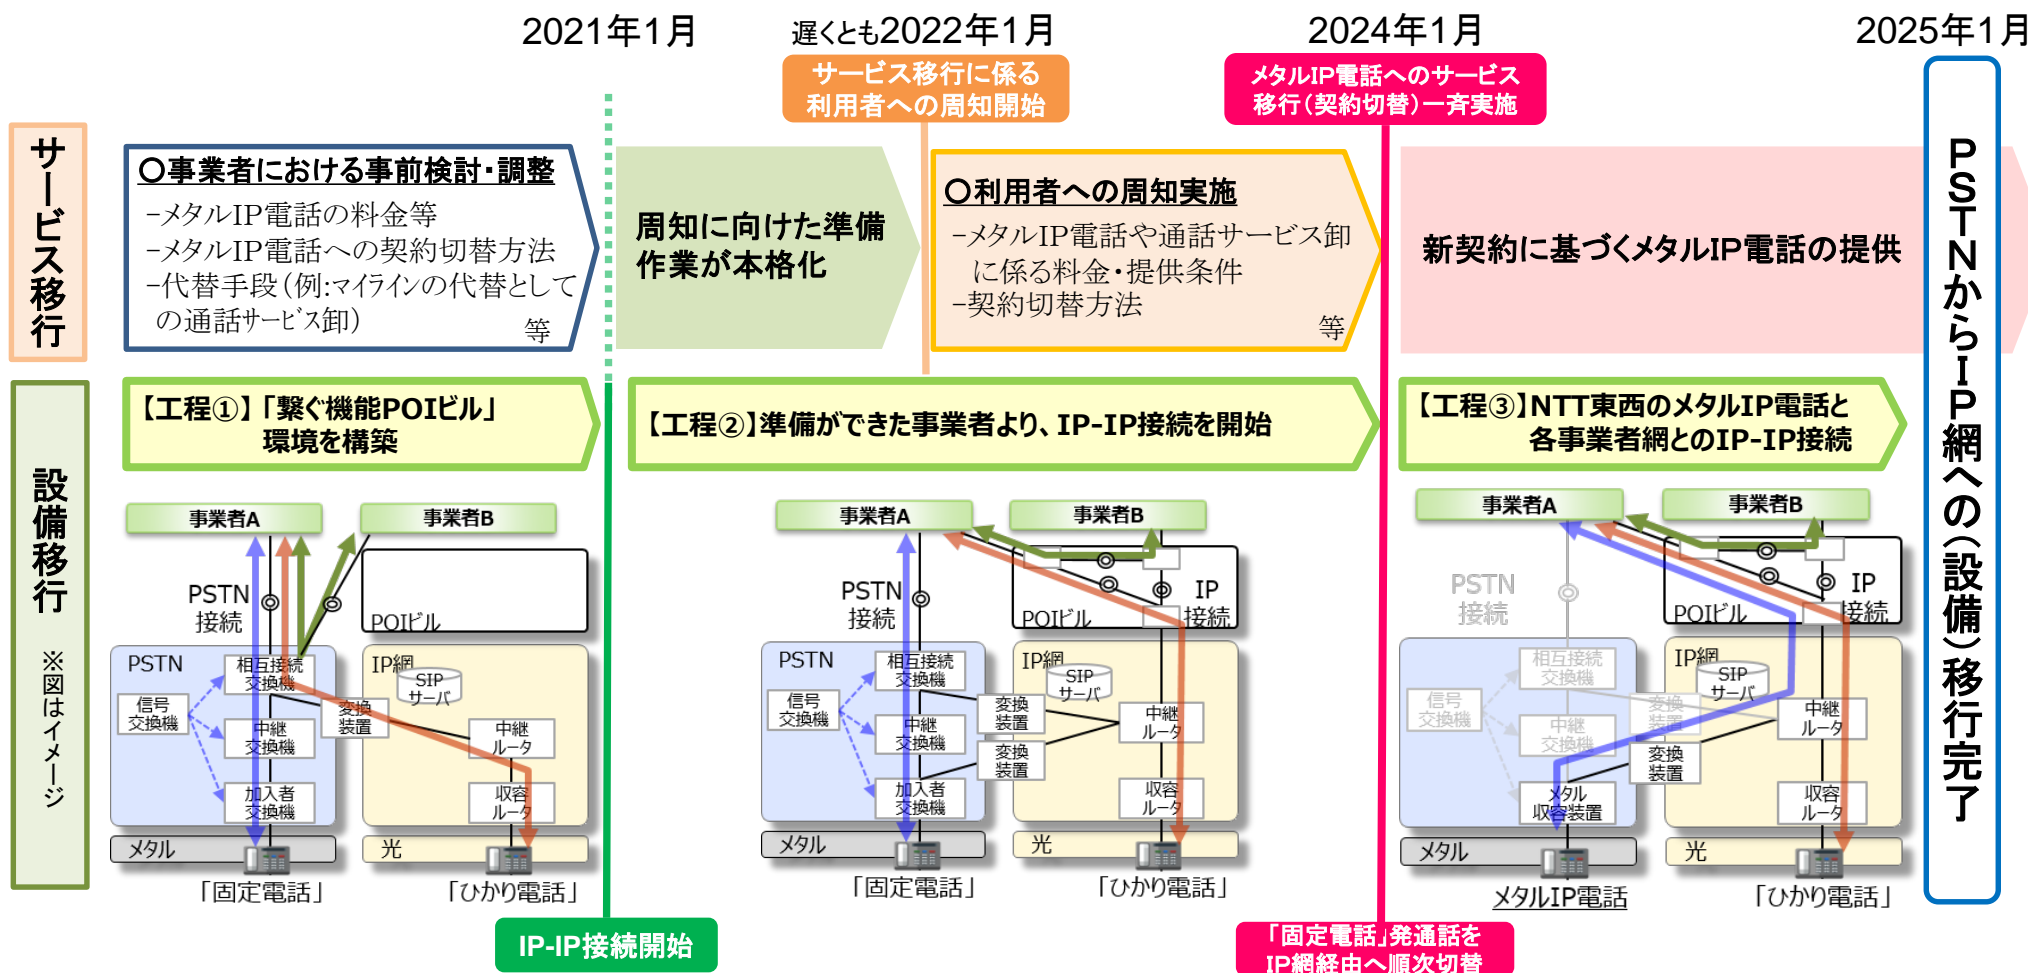 2021年1月
遅くとも2022年1月
2024年1月
2025年1月
サービス移行に係る
利用者への周知開始
メタルIP電話へのサービス
移行(契約切替)一斉実施
サービス移行
○事業者における事前検討・調整
-メタルIP電話の料金等
-メタルIP電話への契約切替方法
-代替手段(例:マイラインの代替として
の通話サービス卸)
等
周知に向けた準備
作業が本格化
○利用者への周知実施
-メタルIP電話や通話サービス卸
に係る料金・提供条件
-契約切替方法
等
新契約に基づくメタルIP電話の提供
PSTNからIP網への(設備)移行完了
設備移行
※図はイメージ
【工程①】「繋ぐ機能POIビル」
環境を構築
【工程②】準備ができた事業者より、IP-IP接続を開始
【工程③】NTT東西のメタルIP電話と
各事業者網とのIP-IP接続
事業者A
事業者B
PSTN
接続
POIビル
PSTN
相互接続
交換機
信号
交換機
中継
交換機
加入者
交換機
変換
装置
IP網
SIP
サーバ
中継
ルータ
収容
ルータ
メタル
光
「固定電話」
「ひかり電話」
事業者A
事業者B
PSTN
接続
IP
接続
POIビル
PSTN
相互接続
交換機
信号
交換機
中継
交換機
加入者
交換機
変換
装置
変換
装置
IP網
SIP
サーバ
中継
ルータ
収容
ルータ
メタル
光
「固定電話」
「ひかり電話」
事業者A
事業者B
PSTN
接続
IP
接続
POIビル
相互接続
交換機
信号
交換機
中継
交換機
メタル
収容装置
変換
装置
変換
装置
IP網
SIP
サーバ
中継
ルータ
収容
ルータ
メタル
光
メタルIP電話
「ひかり電話」
IP-IP接続開始
「固定電話」発通話を
IP網経由へ順次切替